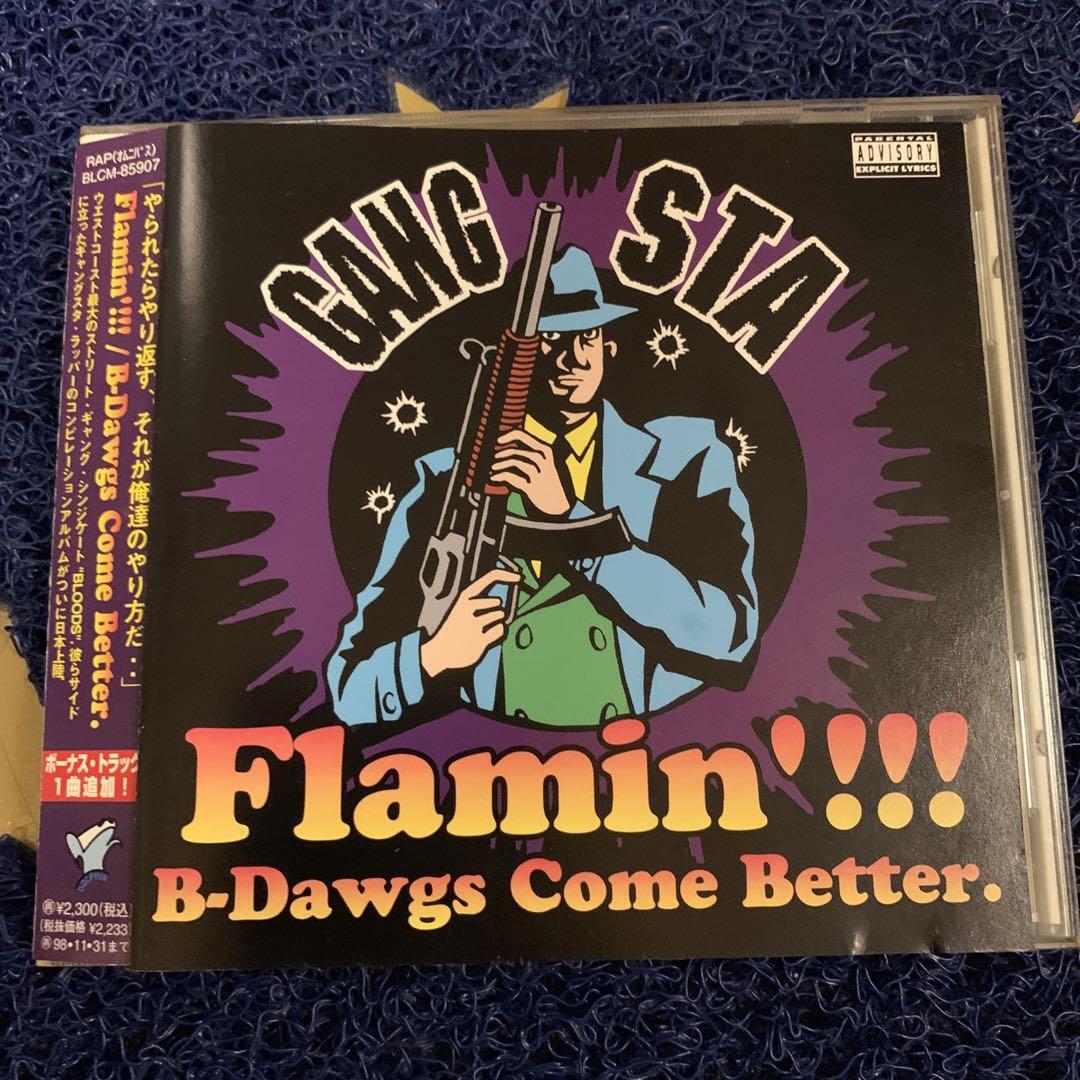 RAP(オムニバス)
BLCM-85907
「やられたらやり返す、それが俺達のやり方だ‥」
Flamin'!!! / B-Dawgs Come Better.
ウエストコースト最大のストリート・ギャング・シンジケート“BLOODS”. 彼らサイド
に立ったギャングスタ・ラッパーのコンピレーションアルバムがついに日本上陸。
ボーナス・トラック
1曲追加!
DOLPHIN
再¥2,300(税込)
(税抜価格 ¥2,233)
再98•11•31まで
PARENTAL
ADVISORY
EXPLICIT LYRICS
GANG STA
Flamin'!!!
B-Dawgs Come Better.